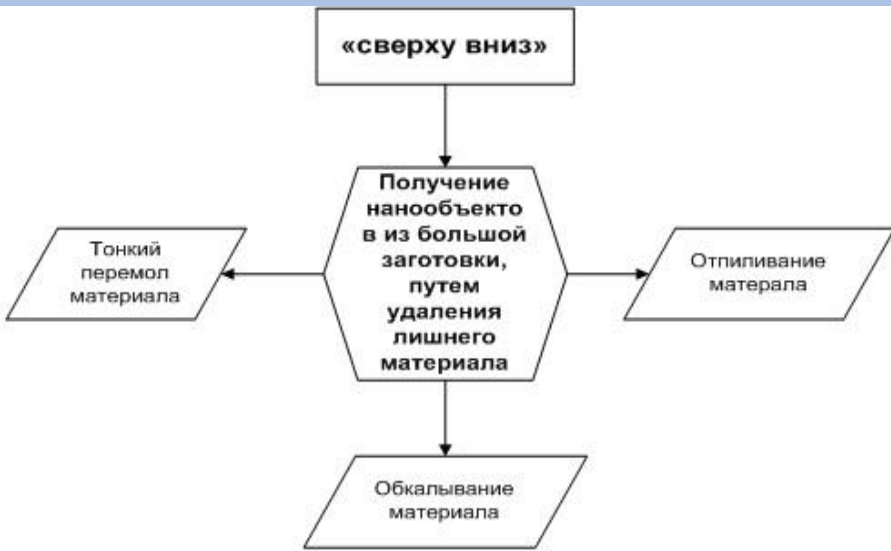 «сверху вниз»
Получение
нанообъекто
в из большой
заготовки,
путем
удаления
лишнего
материала
Тонкий
перемол
материала
Отпиливание
матерала
Обкалывание
материала